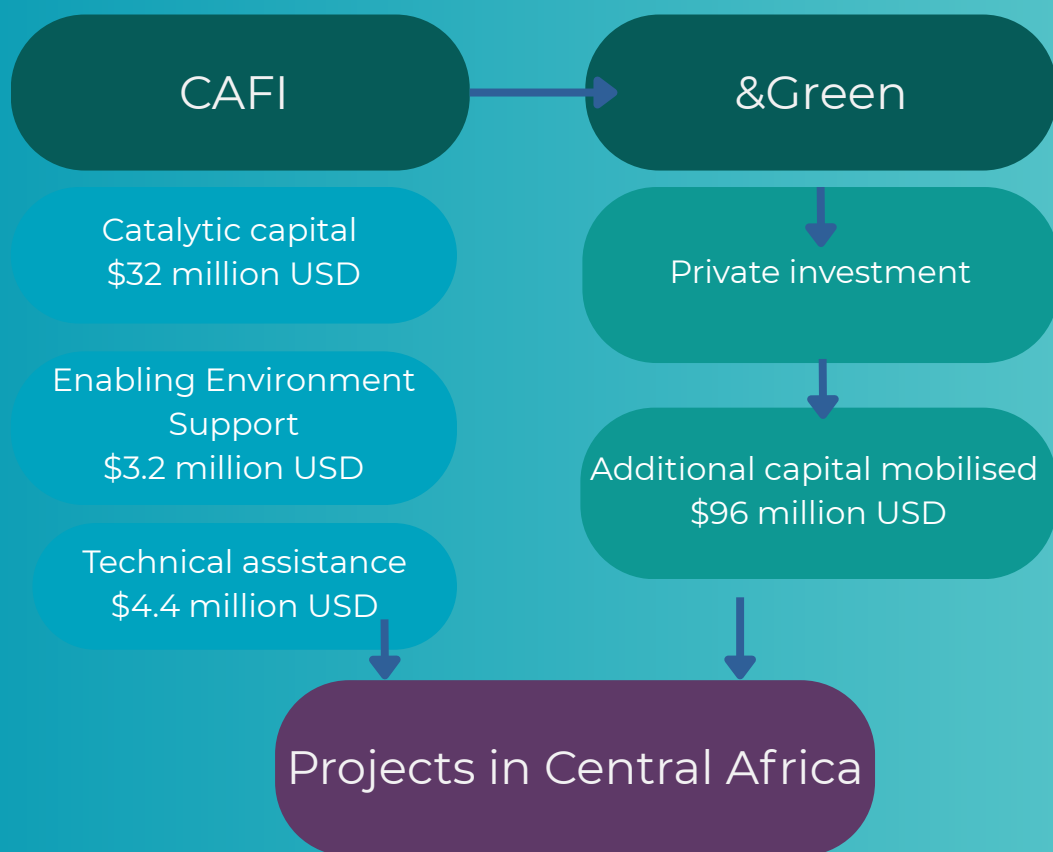 CAFI
&Green
Catalytic capital
$32 million USD
Enabling Environment
Support
$3.2 million USD
Technical assistance
$4.4 million USD
Private investment
Additional capital mobilised
$96 million USD
Projects in Central Africa